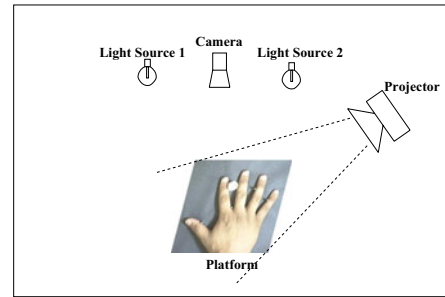 Camera
Light Source 1
Light Source 2
Projector
Platform